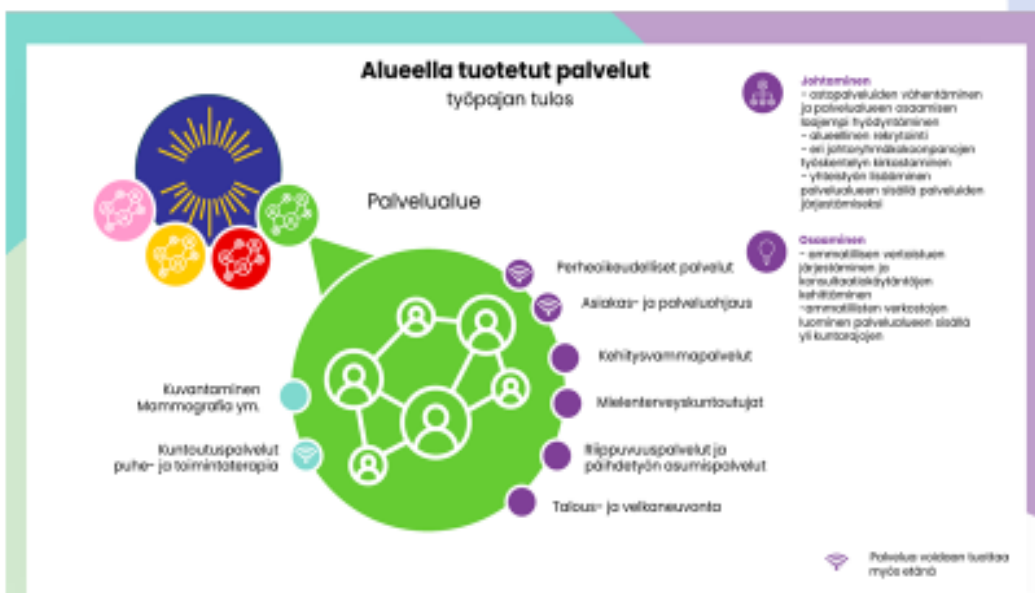 Alueella tuotetut palvelut
työpajan tulos
Palvelualue
Perheoikeudelliset palvelut
Asiakas- ja palveluohjaus
Kehitysvammapalvelut
Mielenterveyskuntoutujat
Riippuvuuspalvelut ja
päihdetyön asumispalvelut
Talous- ja velkaneuvonta
Kuvantaminen
Mammografia ym.
Kuntoutuspalvelut
puhe- ja toimintaterapia
Johtaminen
- ostopalveluiden vähentäminen
ja palvelualueen osaamisen
laajempi hyödyntäminen
- alueellinen rekrytointi
- eri johtoryhmäkokoonpanojen
työskentelyn kirkastaminen
- yhteistyön lisääminen
palvelualueen sisällä palveluiden
järjestämiseksi
Osaaminen
- ammatillisen vertaistuen
järjestäminen ja
konsultaatiokäytäntöjen
kehittäminen
-ammatillisten verkostojen
luominen palvelualueen sisällä
yli kuntarajojen
Palvelua voidaan tuottaa
myös etänä